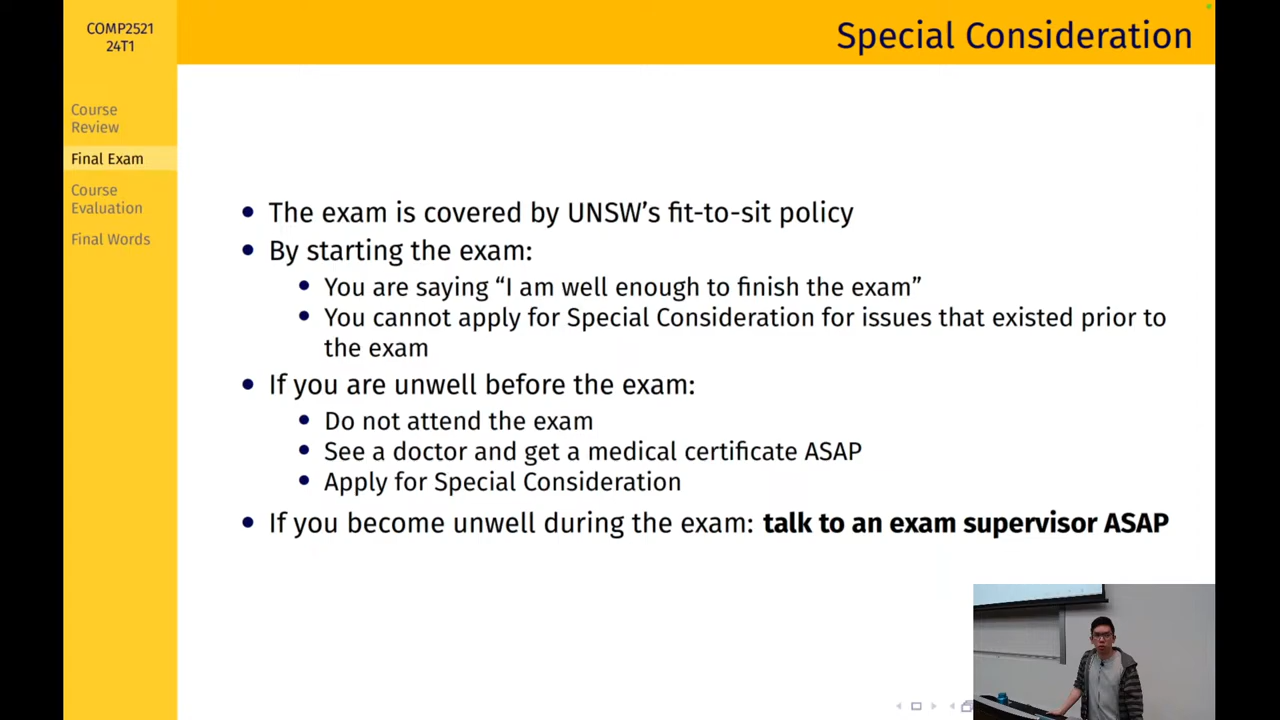 COMP2521
24T1
Special Consideration
Course
Review
Final Exam
Course
Evaluation
Final Words
• The exam is covered by UNSW's fit-to-sit policy
• By starting the exam:
• You are saying “I am well enough to finish the exam”
• You cannot apply for Special Consideration for issues that existed prior to
the exam
• If you are unwell before the exam:
• Do not attend the exam
• See a doctor and get a medical certificate ASAP
• Apply for Special Consideration
• If you become unwell during the exam: talk to an exam supervisor ASAP